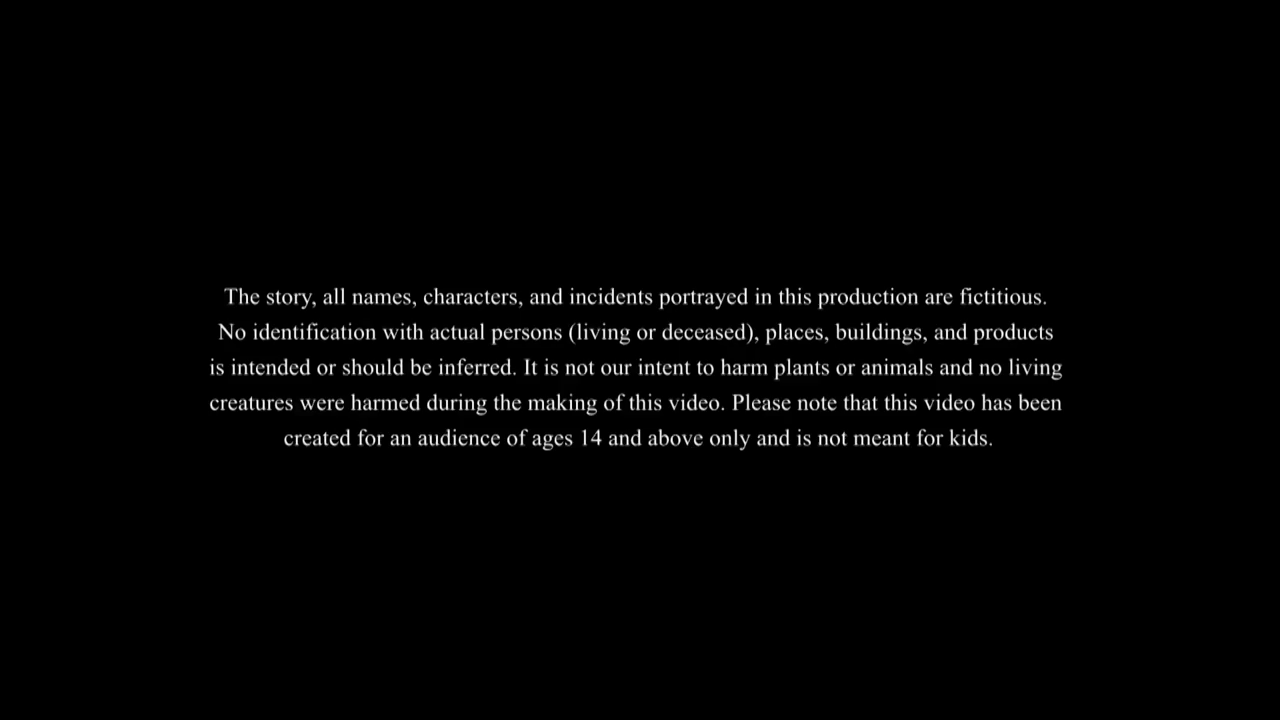 The story, all names, characters, and incidents portrayed in this production are fictitious.
No identification with actual persons (living or deceased), places, buildings, and products
is intended or should be inferred. It is not our intent to harm plants or animals and no living
creatures were harmed during the making of this video. Please note that this video has been
created for an audience of ages 14 and above only and is not meant for kids.